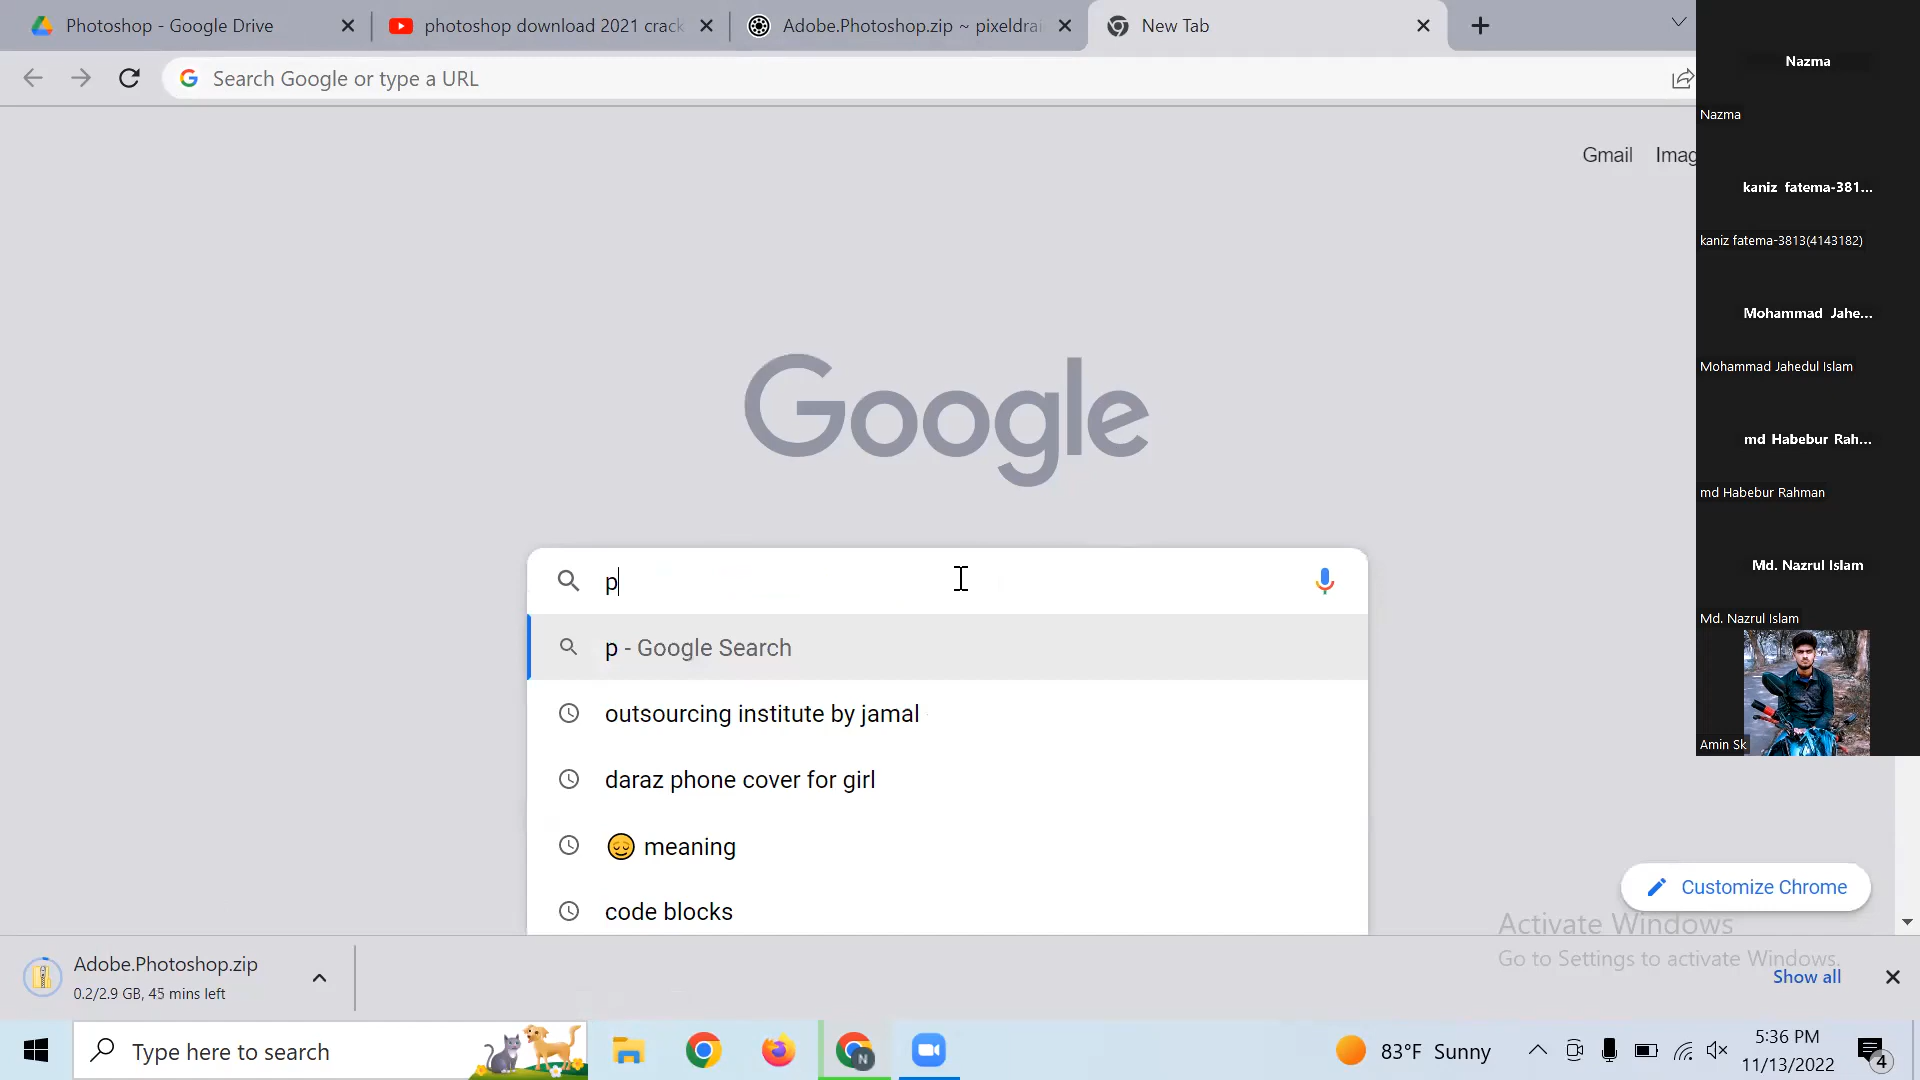 Photoshop - Google Drive
photoshop download 2021 crack
Adobe.Photoshop.zip ~ pixeldrai
New Tab
Search Google or type a URL
Gmail
Imag
Google
p
p - Google Search
outsourcing institute by jamal
daraz phone cover for girl
meaning
code blocks
Customize Chrome
Activate Windows
Go to Settings to activate Windows.
Adobe.Photoshop.zip
0.2/2.9 GB, 45 mins left
Show all
Nazma
Nazma
kaniz fatema-381...
kaniz fatema-3813(4143182)
Mohammad Jahe...
Mohammad Jahedul Islam
md Habebur Rah...
md Habebur Rahman
Md. Nazrul Islam
Md. Nazrul Islam
Amin Sk
Type here to search
N
83°F Sunny
5:36 PM
11/13/2022
4